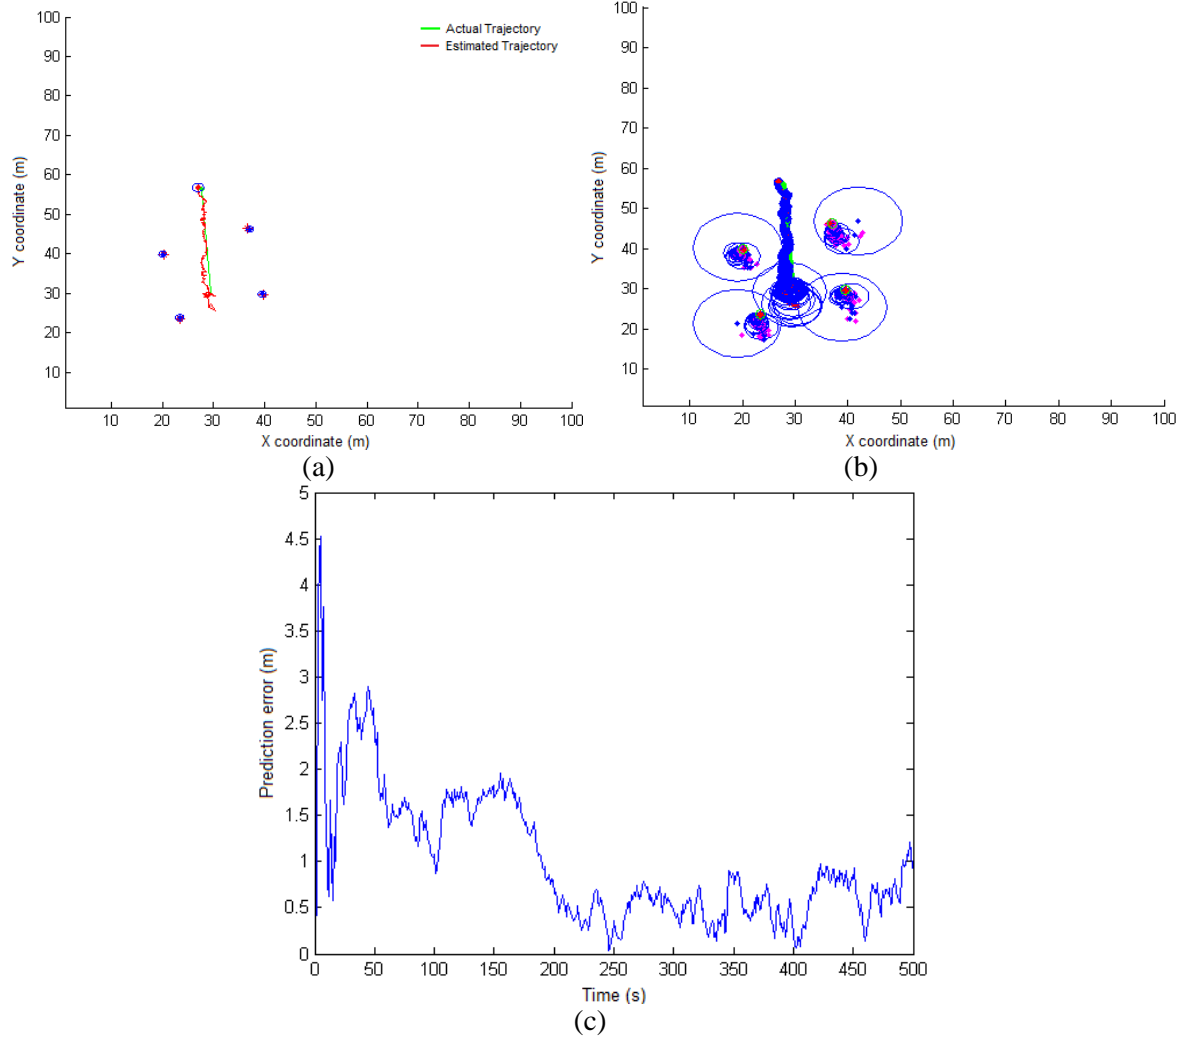 100
90
80
70
60
50
40
30
20
10
Y coordinate (m)
Actual Trajectory
Estimated Trajectory
10 20 30 40 50 60 70 80 90 100
X coordinate (m)
(a)
100
90
80
70
60
50
40
30
20
10
Y coordinate (m)
10 20 30 40 50 60 70 80 90 100
X coordinate (m)
(b)
5
4.5
4
3.5
3
2.5
2
1.5
1
0.5
0
Prediction error (m)
0 50 100 150 200 250 300 350 400 450 500
Time (s)
(c)